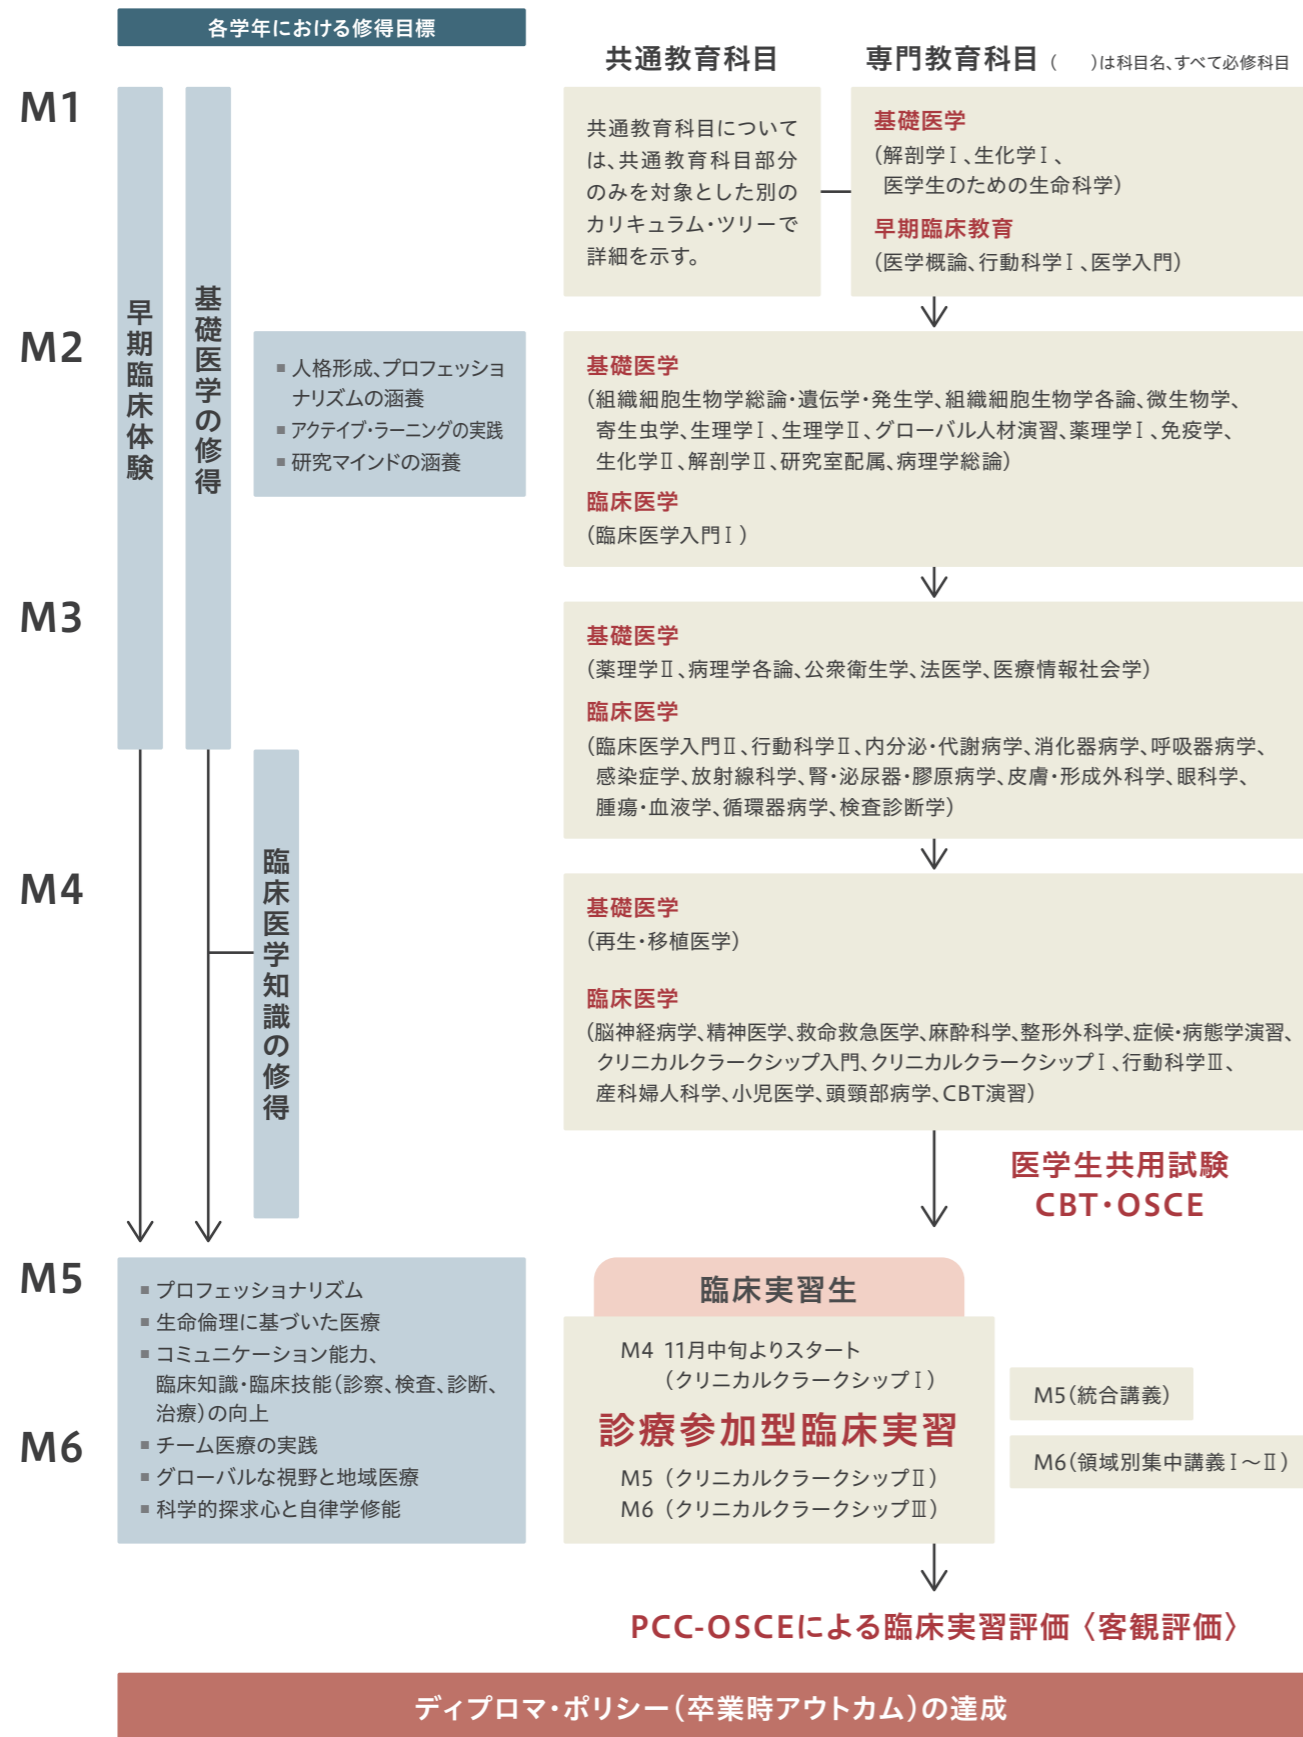 各学年における修得目標
共通教育科目
専門教育科目 (　)は科目名、すべて必修科目
M1
共通教育科目について
は、共通教育科目部分
のみを対象とした別の
カリキュラム・ツリーで
詳細を示す。
基礎医学
(解剖学Ⅰ、生化学Ⅰ、
医学生のための生命科学)
早期臨床教育
(医学概論、行動科学Ⅰ、医学入門)
早期臨床体験
基礎医学の修得
M2
■ 人格形成、プロフェッショ
ナリズムの涵養
■ アクテイブ・ラーニングの実践
■ 研究マインドの涵養
基礎医学
(組織細胞生物学総論・遺伝学・発生学、組織細胞生物学各論、微生物学、
寄生虫学、生理学Ⅰ、生理学Ⅱ、グローバル人材演習、薬理学Ⅰ、免疫学、
生化学Ⅱ、解剖学Ⅱ、研究室配属、病理学総論)
臨床医学
(臨床医学入門Ⅰ)
M3
基礎医学
(薬理学Ⅱ、病理学各論、公衆衛生学、法医学、医療情報社会学)
臨床医学
(臨床医学入門Ⅱ、行動科学Ⅱ、内分泌・代謝病学、消化器病学、呼吸器病学、
感染症学、放射線科学、腎・泌尿器・膠原病学、皮膚・形成外科学、眼科学、
腫瘍・血液学、循環器病学、検査診断学)
臨床医学知識の修得
M4
基礎医学
(再生・移植医学)
臨床医学
(脳神経病学、精神医学、救命救急医学、麻酔科学、整形外科学、症候・病態学演習、
クリニカルクラークシップ入門、クリニカルクラークシップⅠ、行動科学Ⅲ、
産科婦人科学、小児医学、頭頸部病学、CBT演習)
医学生共用試験
CBT・OSCE
M5
■ プロフェッショナリズム
■ 生命倫理に基づいた医療
■ コミュニケーション能力、
臨床知識・臨床技能(診察、検査、診断、
治療)の向上
M6
■ チーム医療の実践
■ グローバルな視野と地域医療
■ 科学的探求心と自律学修能
臨床実習生
M4 11月中旬よりスタート
(クリニカルクラークシップⅠ)
診療参加型臨床実習
M5 (クリニカルクラークシップⅡ)
M6 (クリニカルクラークシップⅢ)
M5(統合講義)
M6(領域別集中講義Ⅰ〜Ⅱ)
PCC-OSCEによる臨床実習評価〈客観評価〉
ディプロマ・ポリシー(卒業時アウトカム)の達成